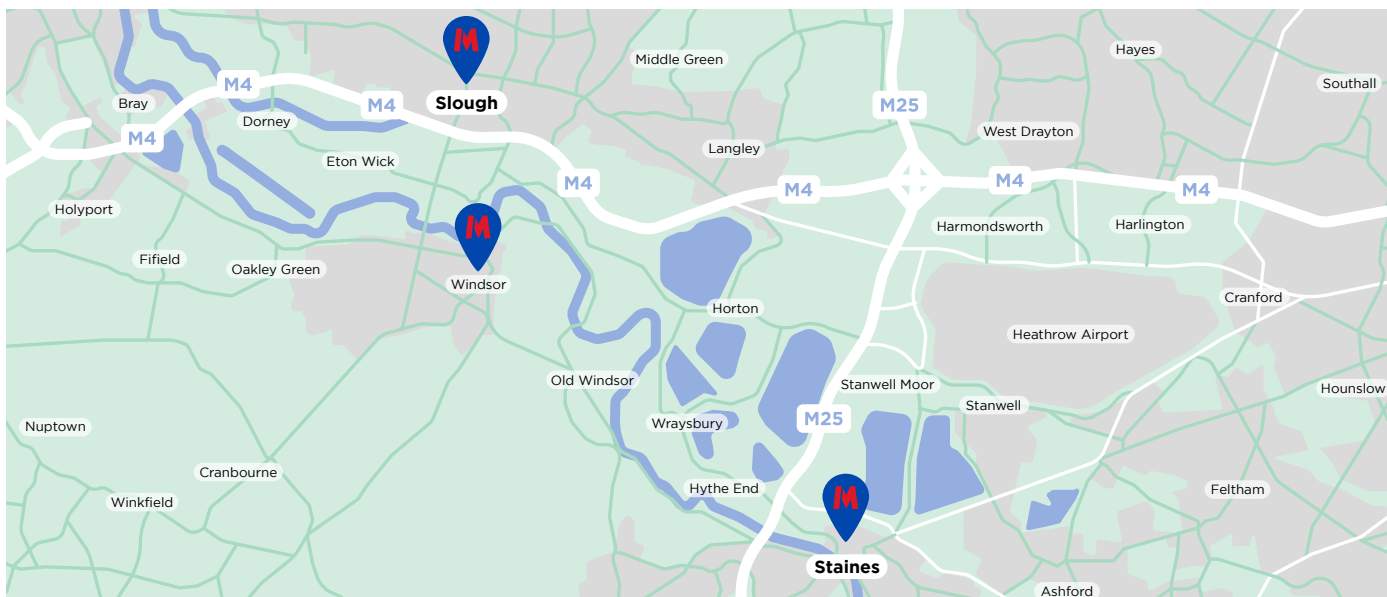 M
Hayes
Middle Green
Southall
M4
Slough
M4
Bray
M25
Dorney
M4
West Drayton
Langley
Eton Wick
M4
M4
M4
M4
Holyport
M
Harmondsworth
Harlington
Fifield
Oakley Green
Windsor
Cranford
Horton
Heathrow Airport
Old Windsor
Stanwell Moor
Hounslow
Stanwell
M25
Wraysbury
Nuptown
Cranbourne
Hythe End
Feltham
M
Winkfield
Staines
Ashford